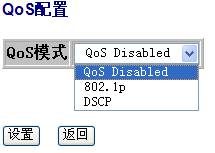 QoS配置
QoS模式 QoS Disabled
QoS Disabled
802.1p
DSCP
设置 返回